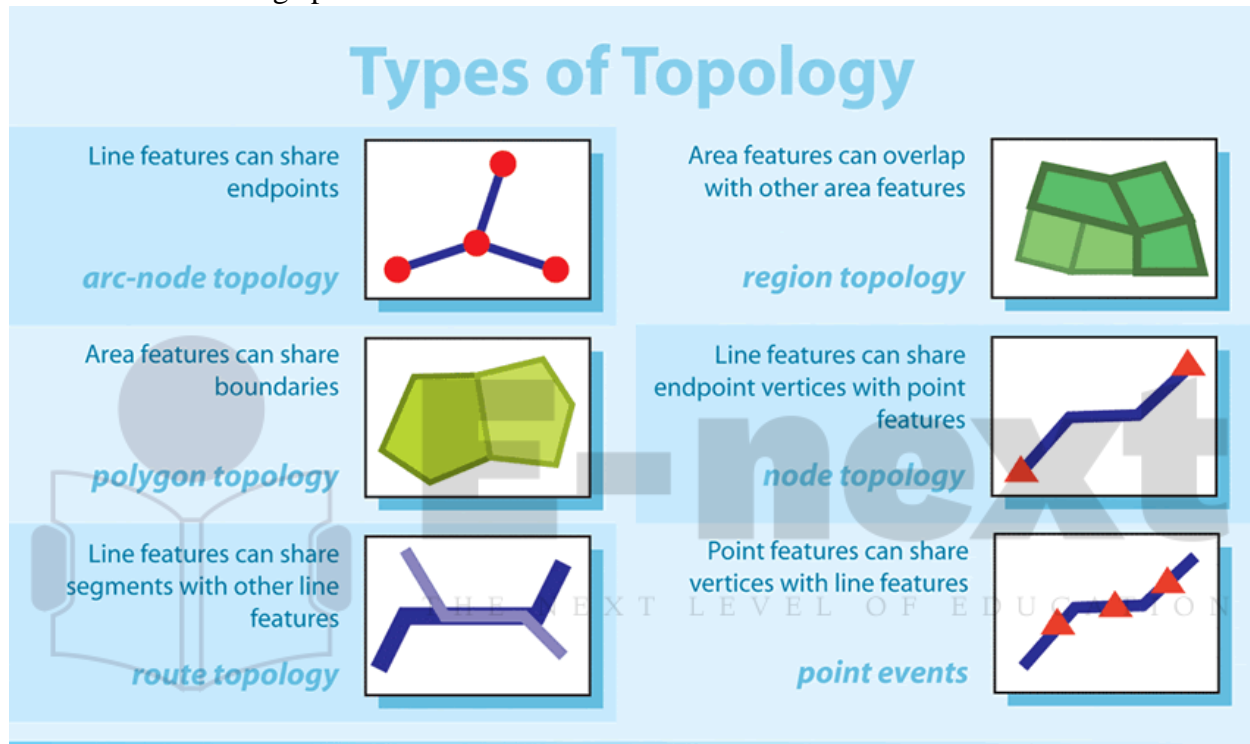 Types of Topology
Line features can share
endpoints
arc-node topology
Area features can overlap
with other area features
region topology
Area features can share
boundaries
polygon topology
Line features can share
endpoint vertices with point
features
node topology
Line features can share
segments with other line
features
route topology
Point features can share
vertices with line features
point events
E-next
THE NEXT LEVEL OF EDUCATION